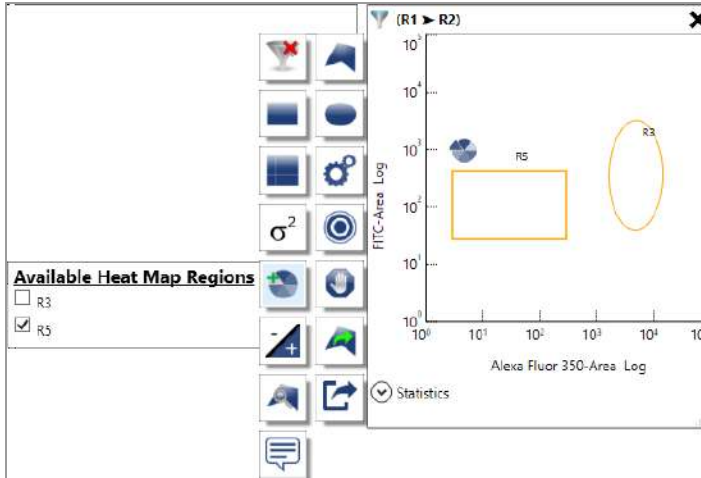 (R1 ➤ R2)
10⁵
10⁴
10³
10²
10¹
10⁰
FITC-Area Log
R5
R3
10⁰
10¹
10²
10³
10⁴
Alexa Fluor 350-Area Log
Statistics
σ²
- +
Available Heat Map Regions
R3
R5